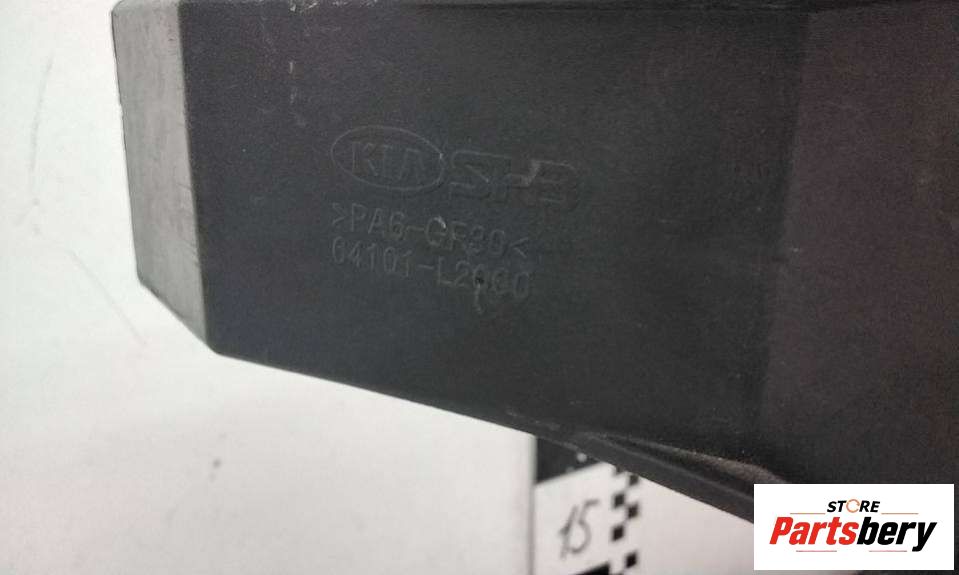 KIA SHB
>PA6-GF30<
64101-L2000
15
STORE
Partsbery